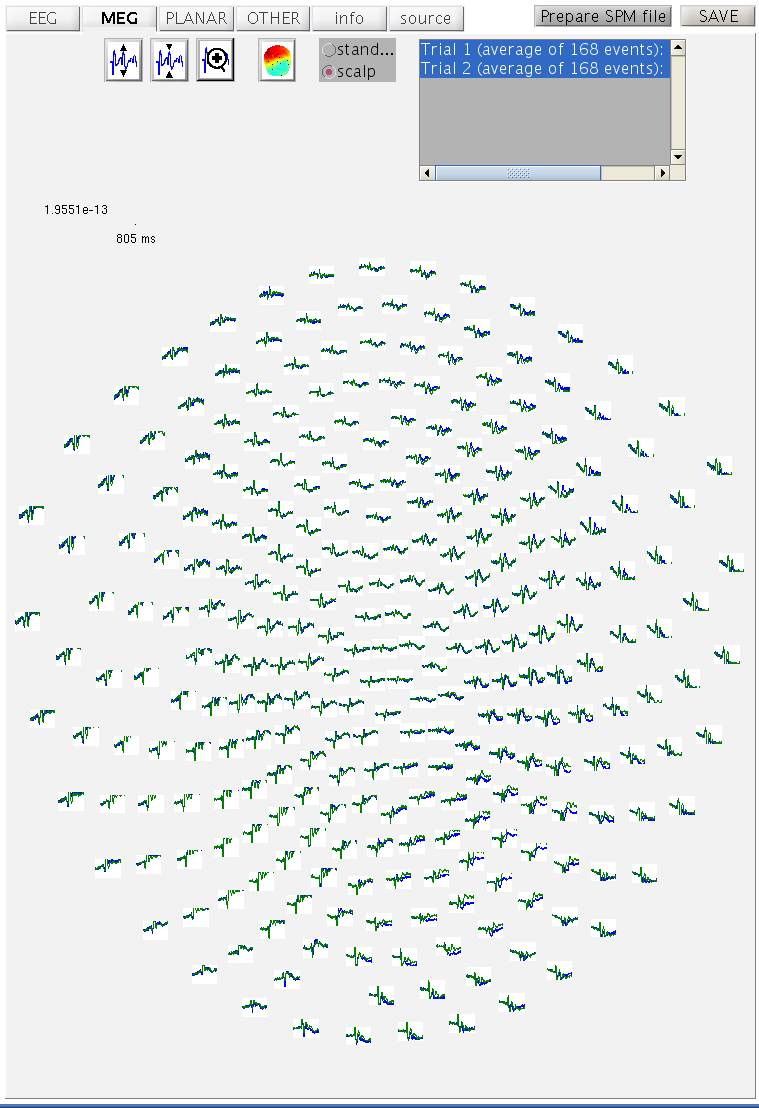 EEG MEG PLANAR OTHER info source Prepare SPM file SAVE
stand... Trial 1 (average of 168 events):
scalp Trial 2 (average of 168 events):
1.9551e-13
805 ms